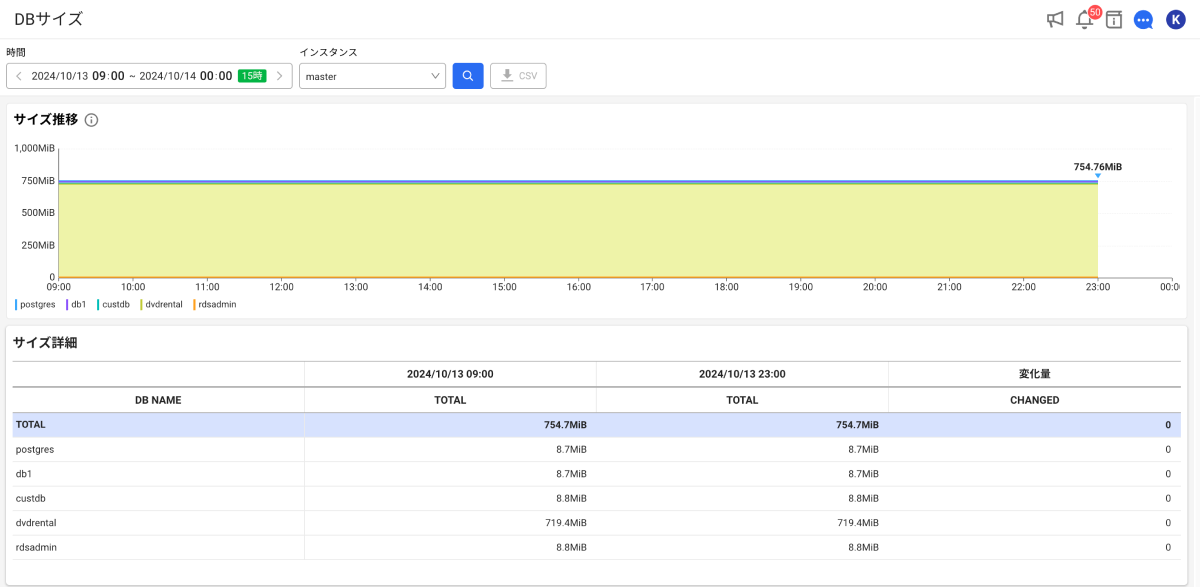 DBサイズ
50
K
時間
インスタンス
2024/10/13 09:00 ~ 2024/10/14 00:00 15時
master
CSV
サイズ推移
1,000MiB
750MiB
500MiB
250MiB
0
754.76MiB
09:00 10:00 11:00 12:00 13:00 14:00 15:00 16:00 17:00 18:00 19:00 20:00 21:00 22:00 23:00 00:00
postgres db1 custdb dvdrental rdsadmin
サイズ詳細
2024/10/13 09:00 2024/10/13 23:00 変化量
DB NAME TOTAL TOTAL CHANGED
TOTAL 754.7MiB 754.7MiB 0
postgres 8.7MiB 8.7MiB 0
db1 8.7MiB 8.7MiB 0
custdb 8.8MiB 8.8MiB 0
dvdrental 719.4MiB 719.4MiB 0
rdsadmin 8.8MiB 8.8MiB 0